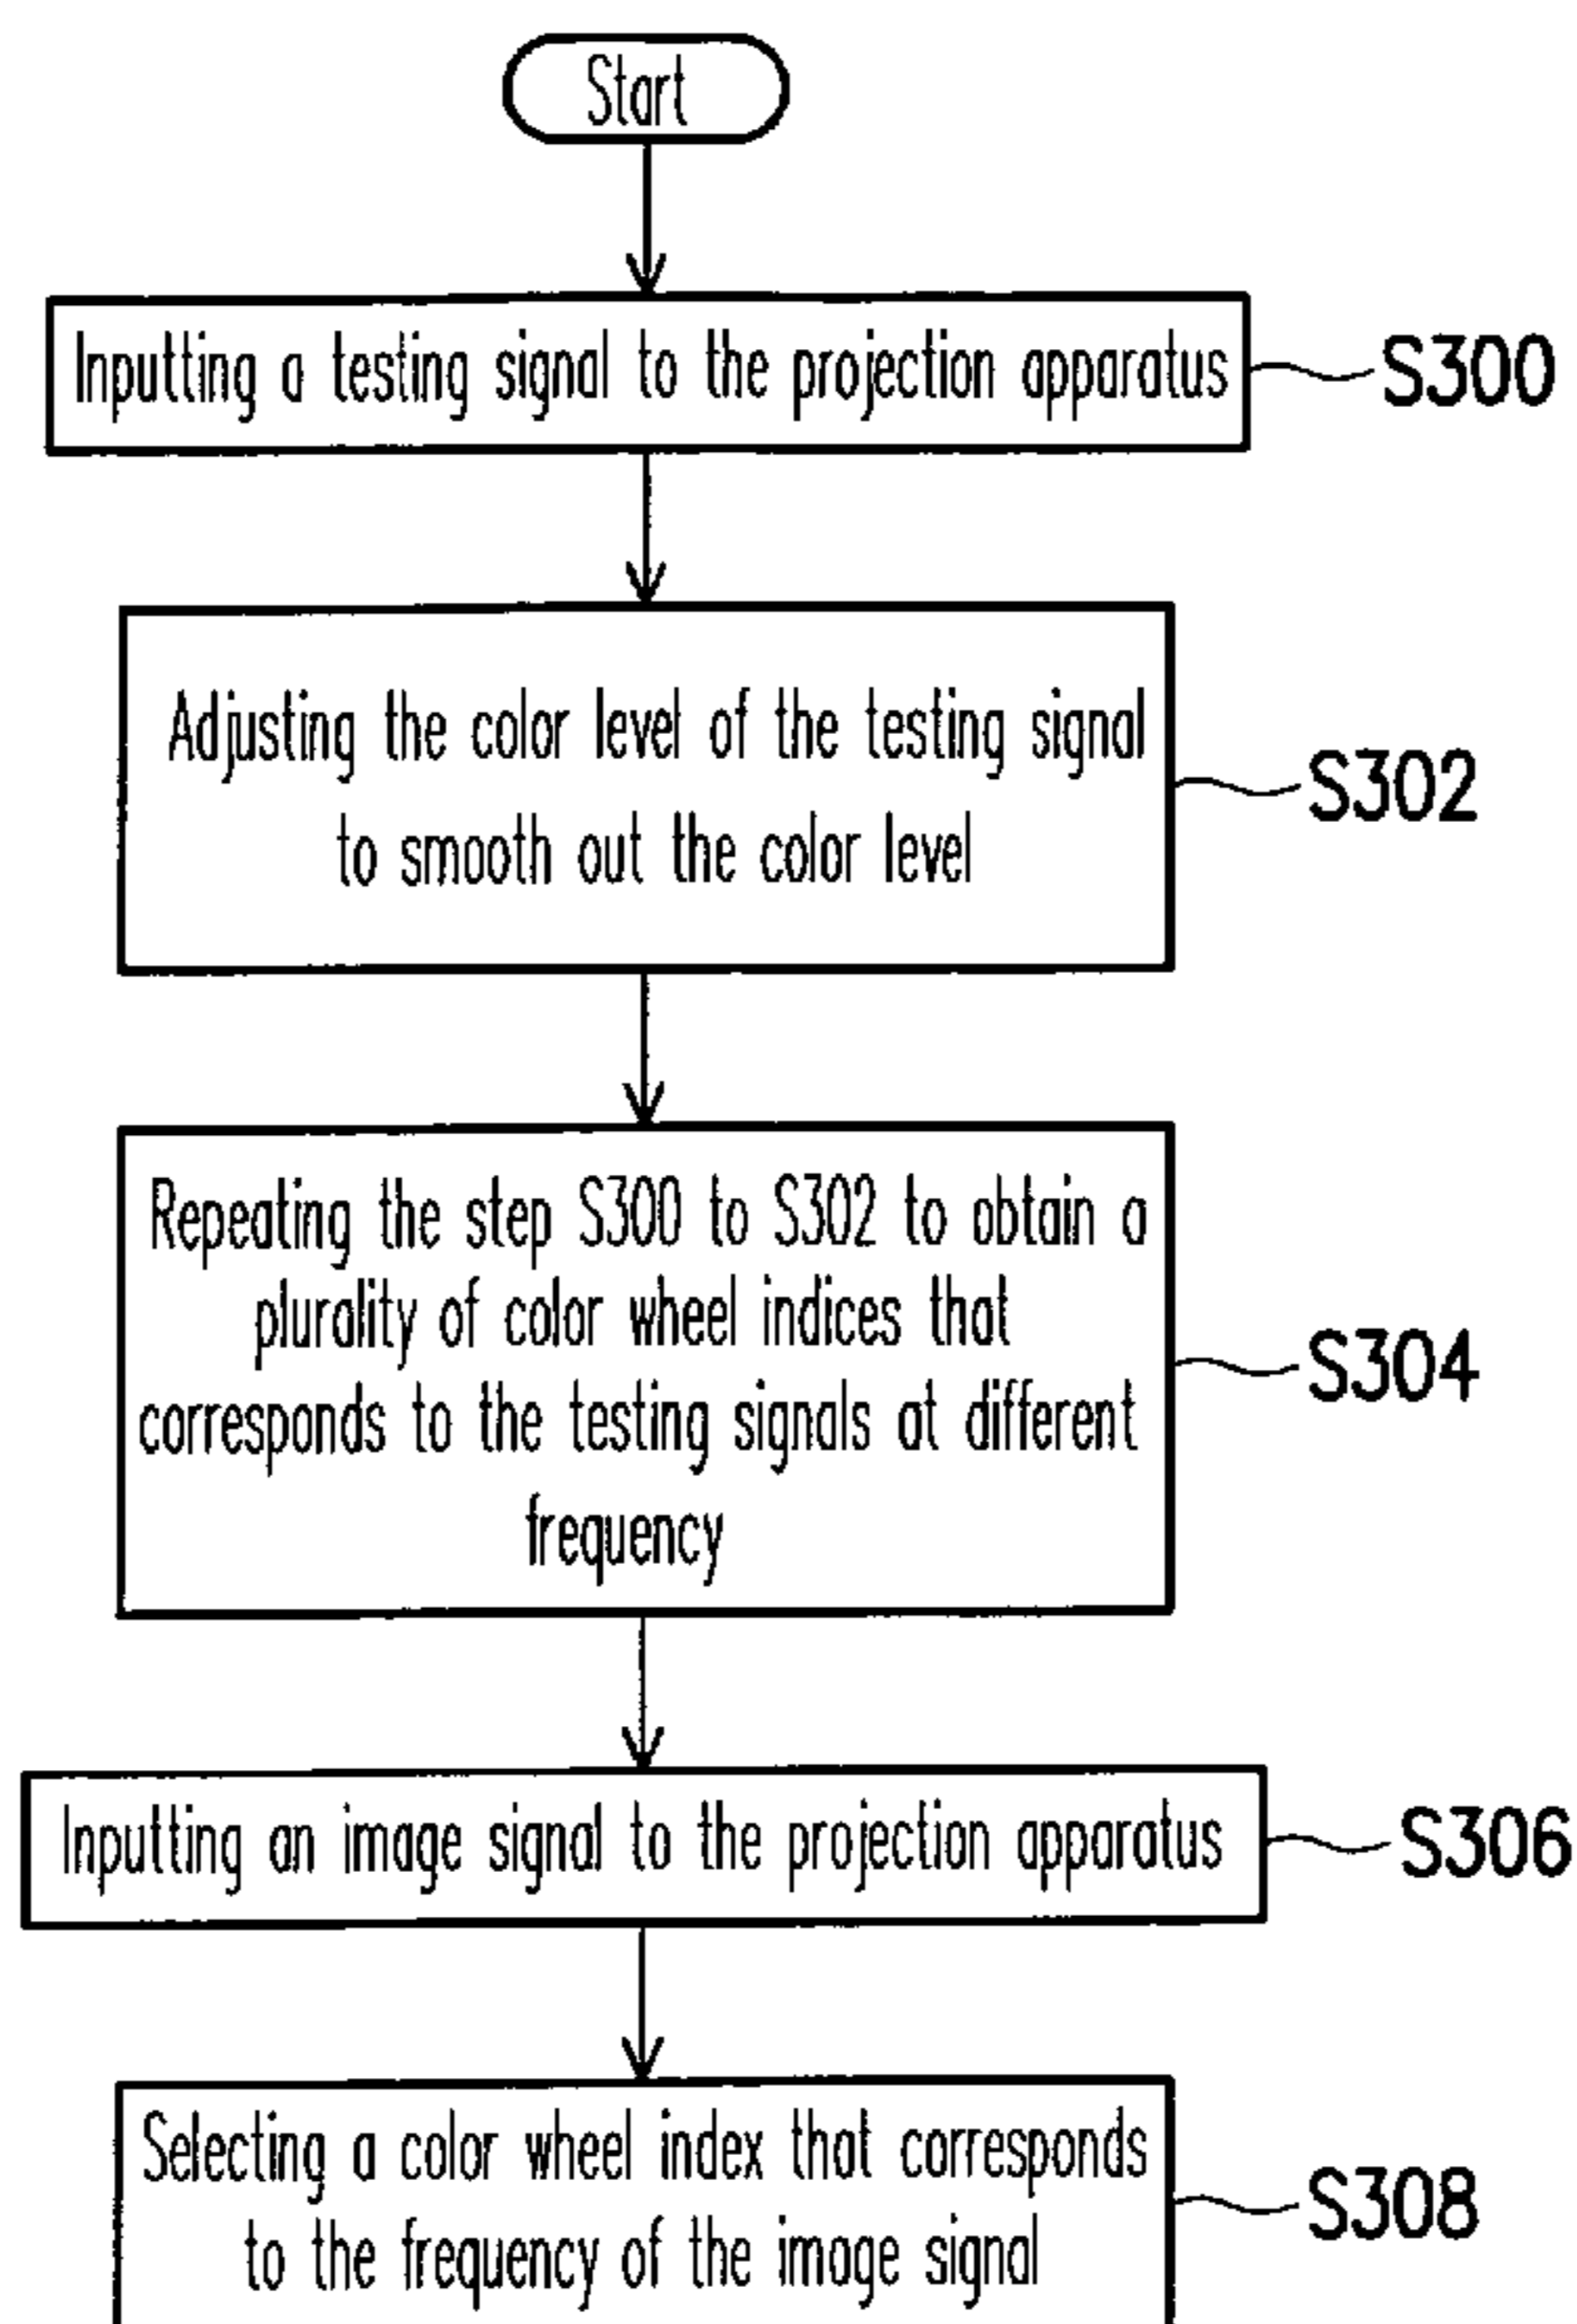 Start
Inputting a testing signal to the projection apparatus
S300
Adjusting the color level of the testing signal
to smooth out the color level
S302
Repeating the step S300 to S302 to obtain a
plurality of color wheel indices that
corresponds to the testing signals at different
frequency
S304
Inputting an image signal to the projection apparatus
S306
Selecting a color wheel index that corresponds
to the frequency of the image signal
S308